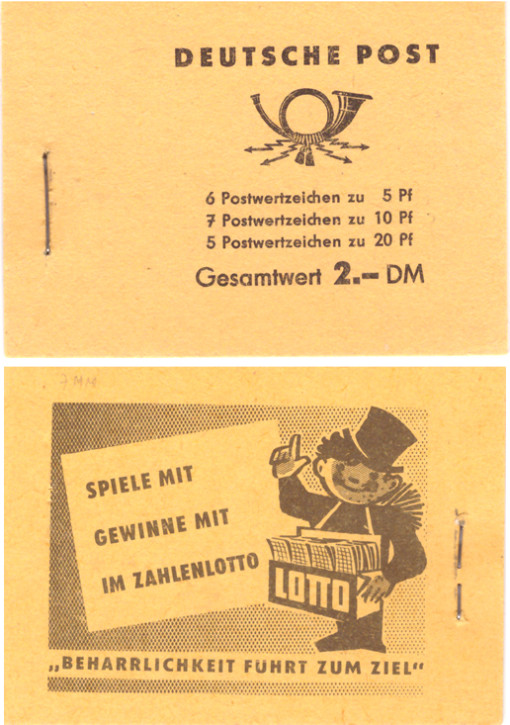 DEUTSCHE POST
6 Postwertzeichen zu 5 Pf
7 Postwertzeichen zu 10 Pf
5 Postwertzeichen zu 20 Pf
Gesamtwert 2.– DM
7MM
SPIELE MIT
GEWINNE MIT
IM ZAHLENLOTTO
LOTTO
„BEHARRLICHKEIT FÜHRT ZUM ZIEL"